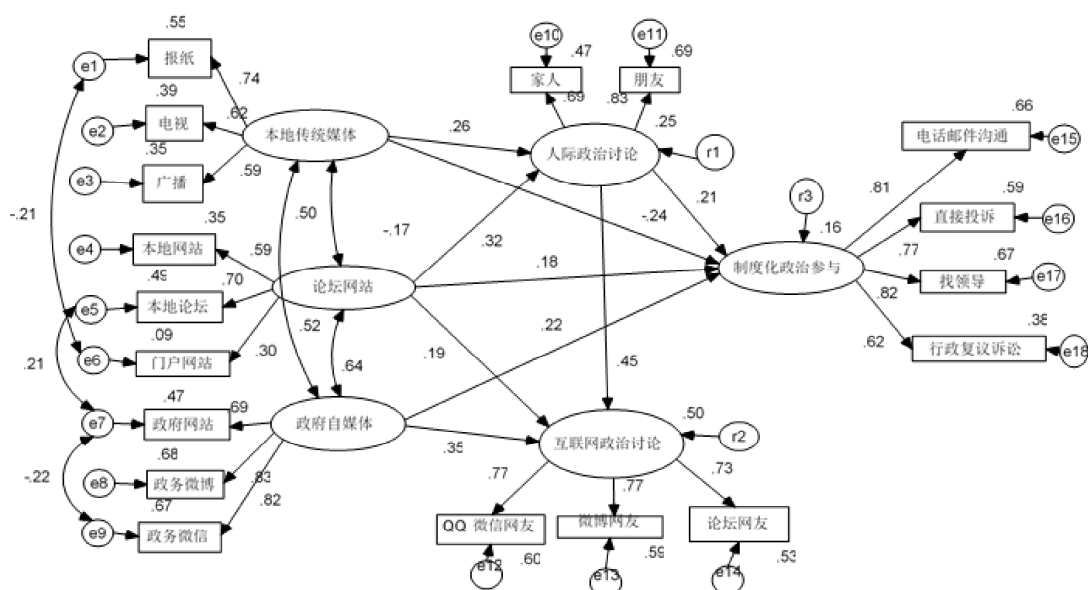 .55
e1
报纸
.74
.39
e2
电视
.62
.35
e3
广播
.59
本地传统媒体
-.21
.35
e4
本地网站
.59
.49
e5
本地论坛
.70
.09
e6
门户网站
.30
论坛网站
.21
.47
e7
政府网站
.69
.68
e8
政务微博
.83
.67
e9
政务微信
.82
政府自媒体
-.22
.50
.52
.64
.26
-.17
.32
-.24
.18
.22
.19
.35
.45
.21
e10
.47
家人
.69
e11
.69
朋友
.83
.25
人际政治讨论
r1
r3
.16
制度化政治参与
.66
电话邮件沟通
e15
.81
.59
直接投诉
e16
.77
.67
找领导
e17
.82
.38
行政复议诉讼
e18
.62
.50
互联网政治讨论
r2
.77
.77
.73
QQ 微信网友
微博网友
论坛网友
.60
.59
.53
e12
e13
e14